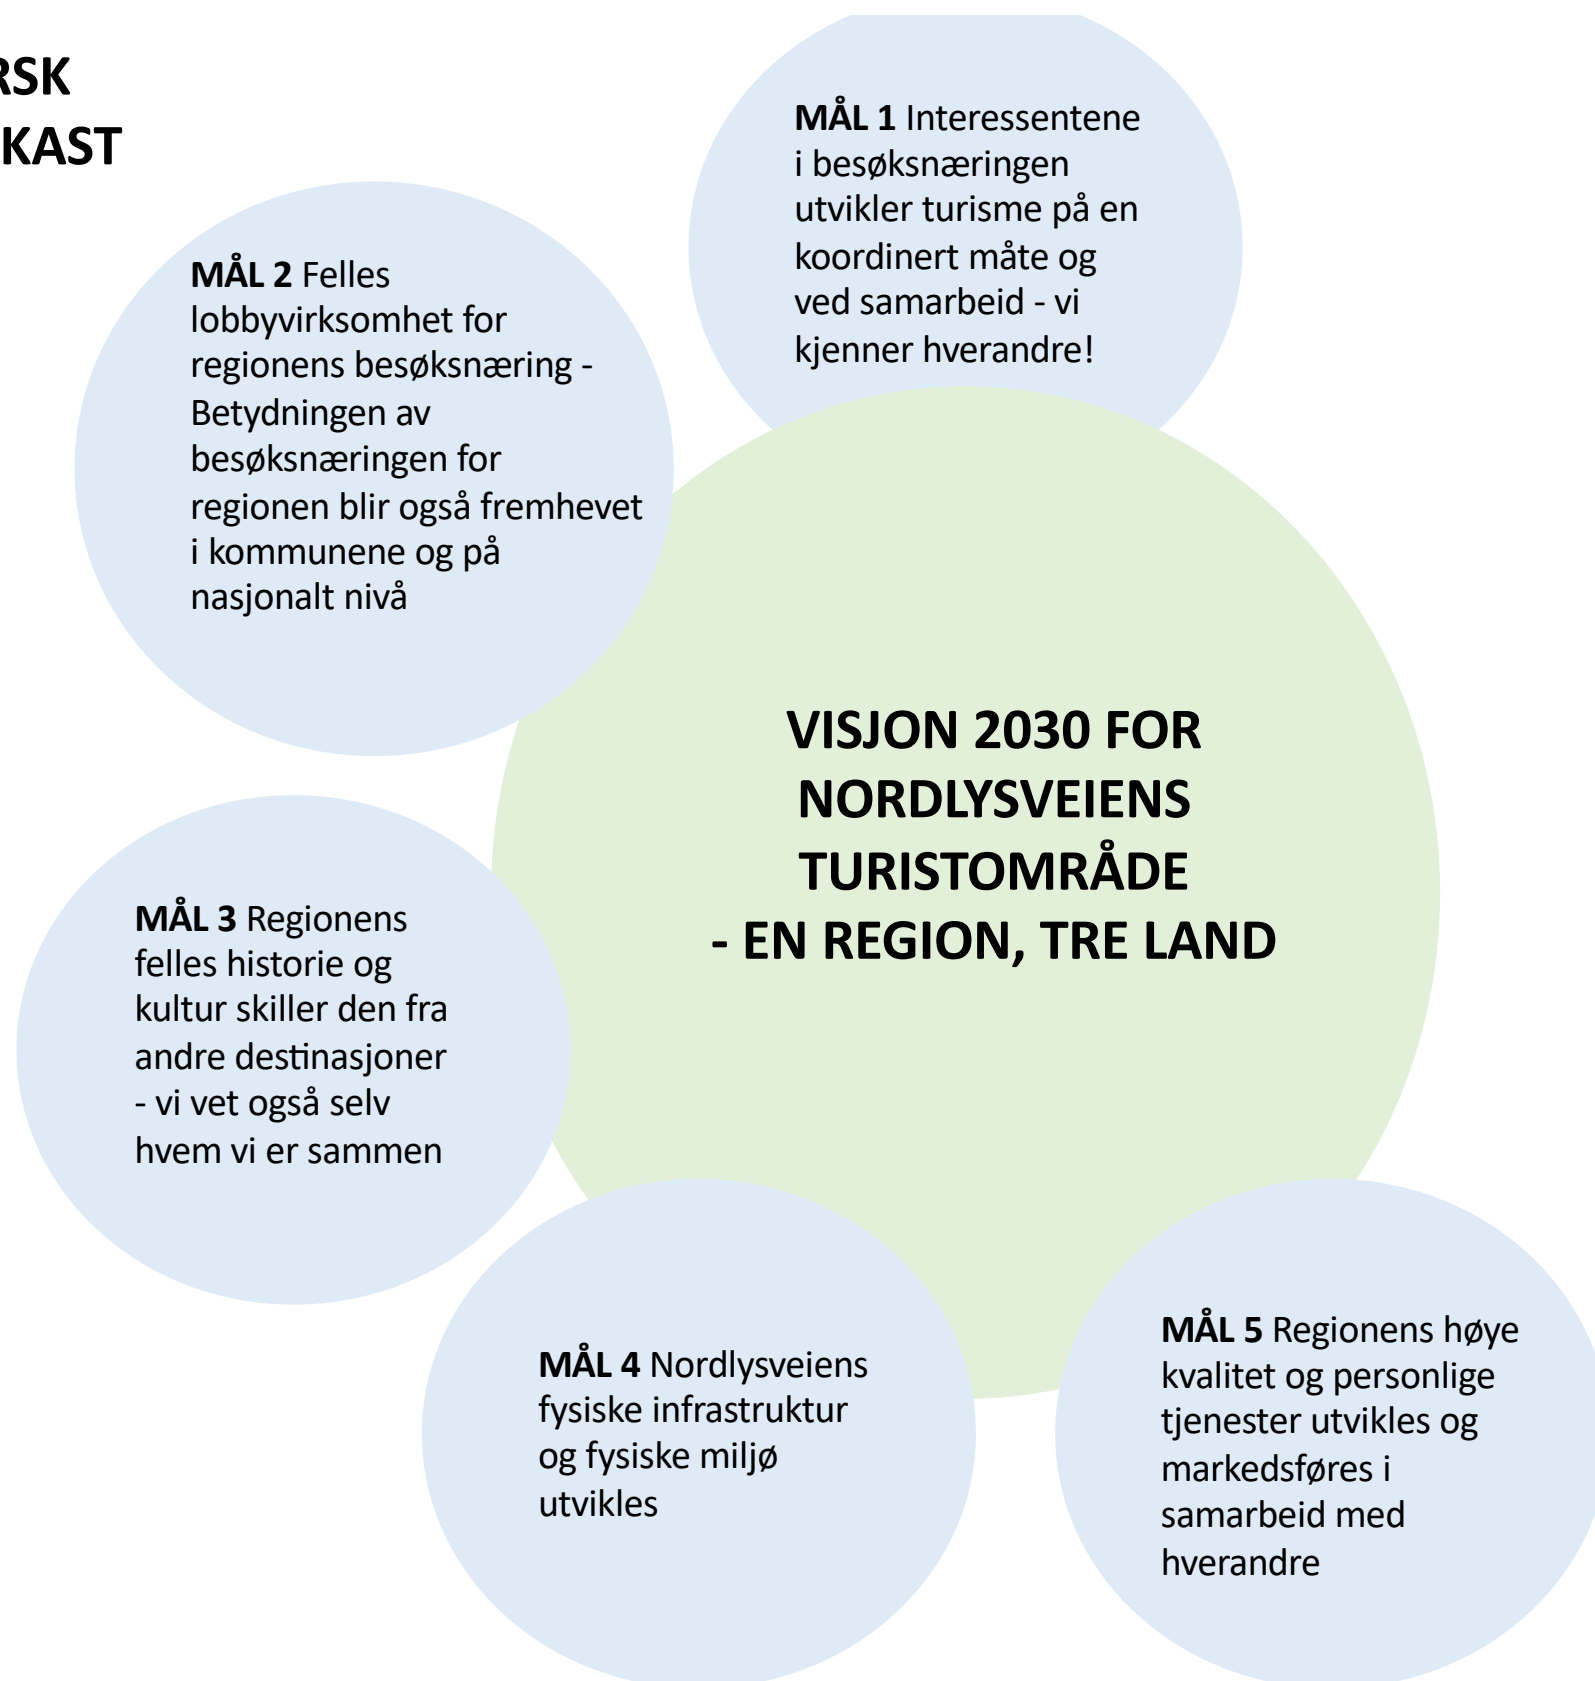 RSK
KAST
MÅL 1 Interessentene
i besøksnæringen
utvikler turisme på en
koordinert måte og
ved samarbeid - vi
kjenner hverandre!
MÅL 2 Felles
lobbyvirksomhet for
regionens besøksnæring -
Betydningen av
besøksnæringen for
regionen blir også fremhevet
i kommunene og på
nasjonalt nivå
VISJON 2030 FOR
NORDLYSVEIENS
TURISTOMRÅDE
- EN REGION, TRE LAND
MÅL 3 Regionens
felles historie og
kultur skiller den fra
andre destinasjoner
- vi vet også selv
hvem vi er sammen
MÅL 4 Nordlysveiens
fysiske infrastruktur
og fysiske miljø
utvikles
MÅL 5 Regionens høye
kvalitet og personlige
tjenester utvikles og
markedsføres i
samarbeid med
hverandre